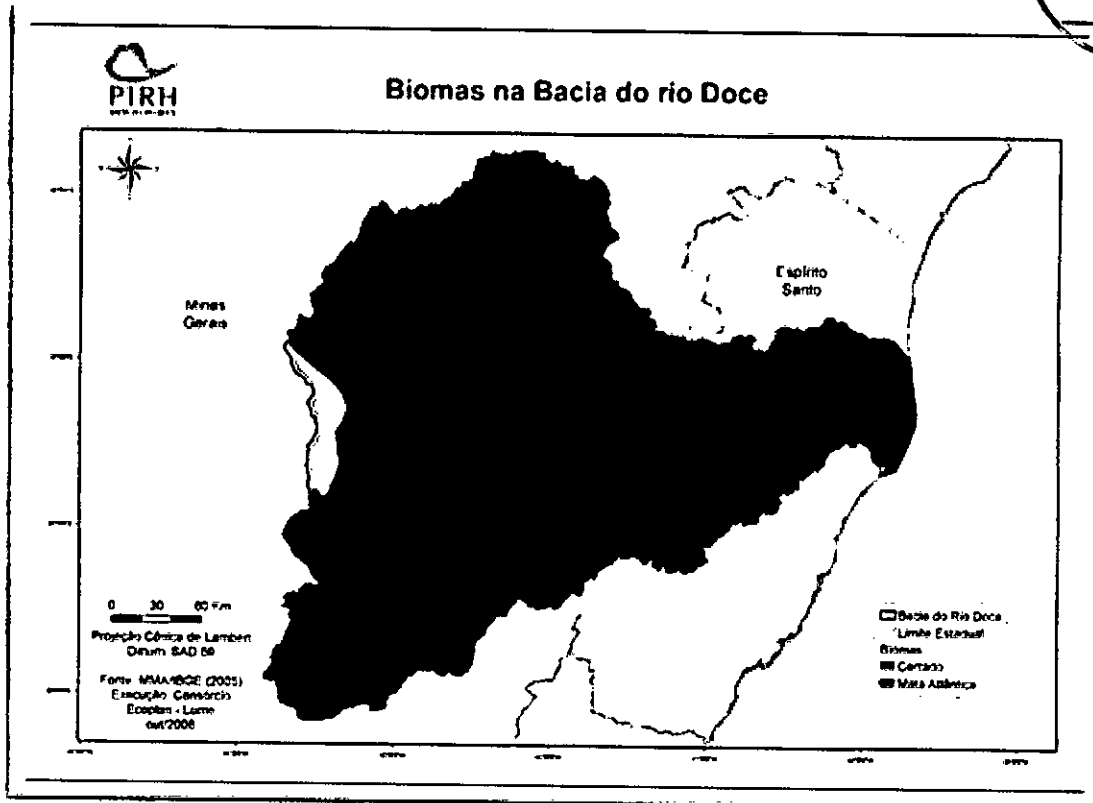 PIRH
Biomas na Bacia do rio Doce
Minas
Gerais
Espírito
Santo
0 30 60 Km
Projeção Cônica de Lambert
Datum: SAD 69
Fonte: MMA/IBGE (2005)
Execução: Consórcio
Ecoplan - Lume
out/2008
Bacia do Rio Doce
Limite Estadual
Biomas
Cerrado
Mata Atlântica